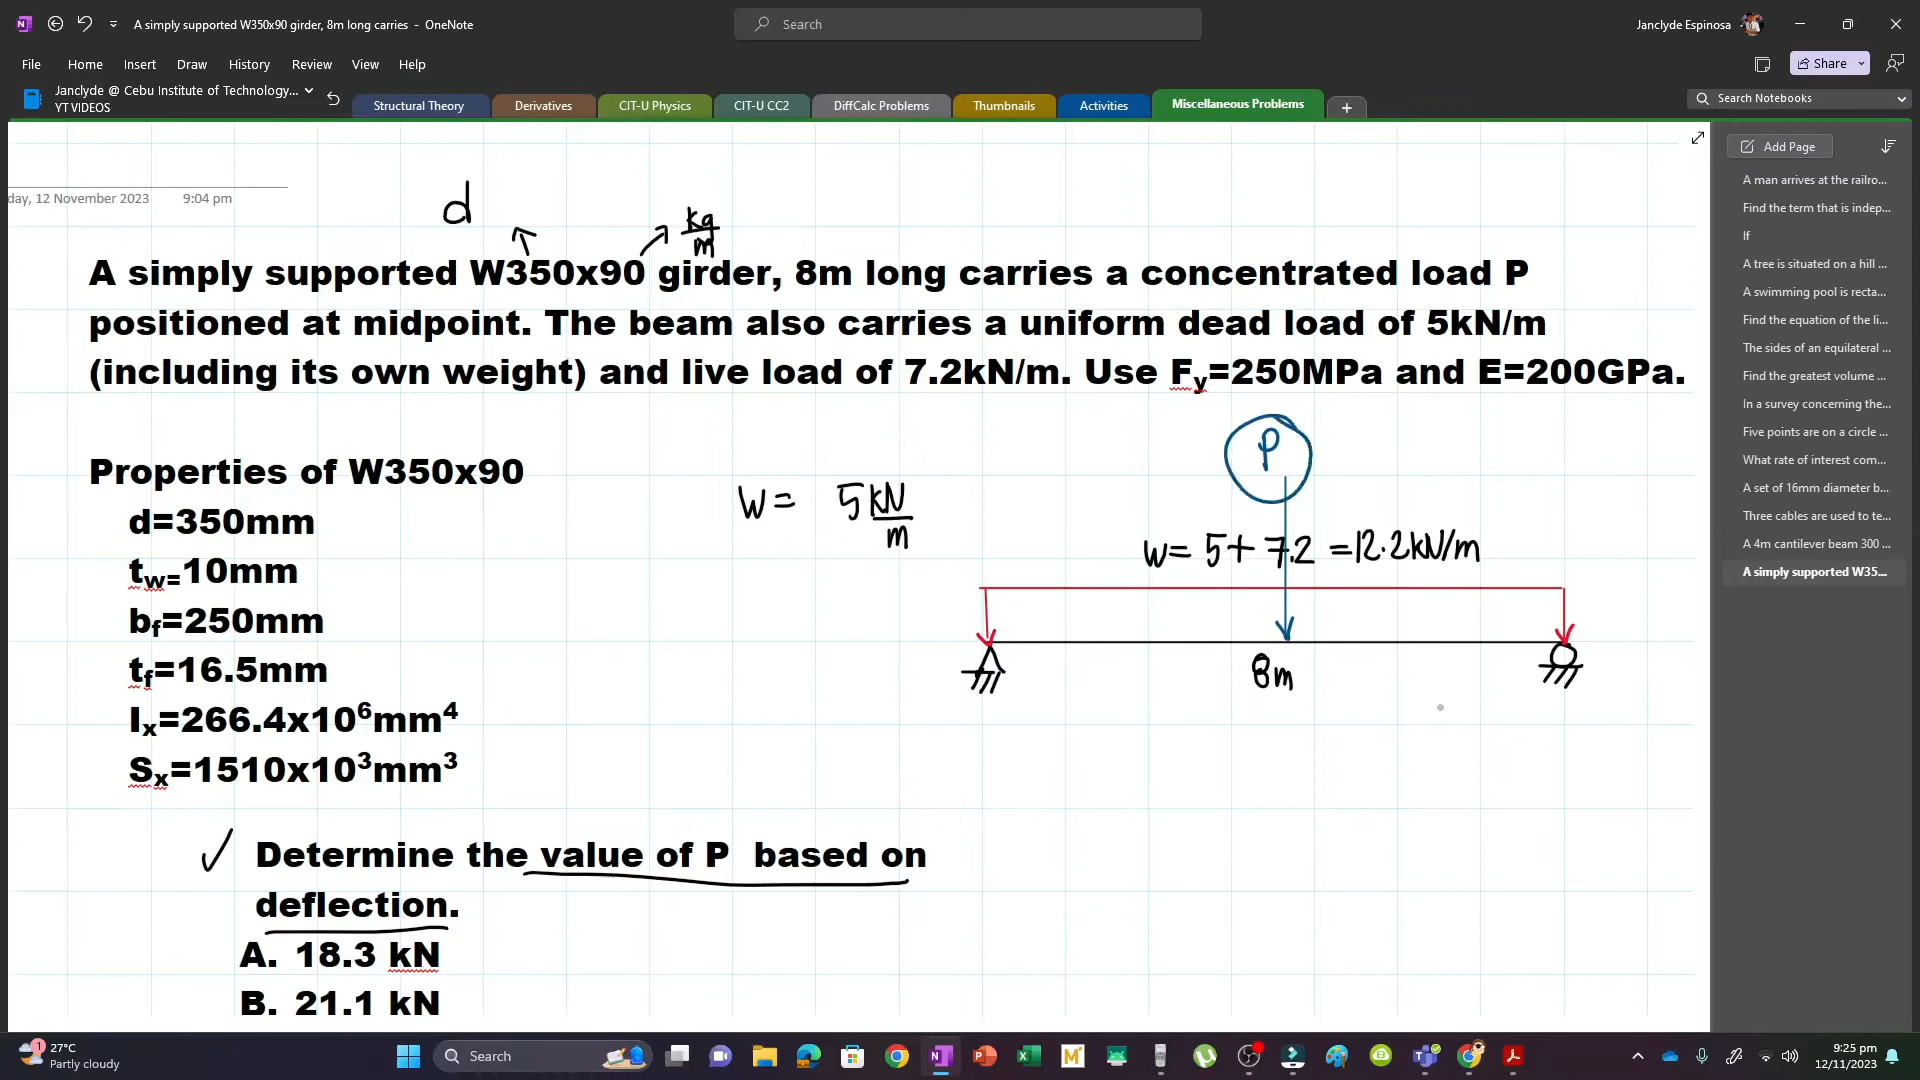 A simply supported W350x90 girder, 8m long carries - OneNote
Search
Janclyde Espinosa
File Home Insert Draw History Review View Help
Share
Janclyde @ Cebu Institute of Technology...
YT VIDEOS
Structural Theory
Derivatives
CIT-U Physics
CIT-U CC2
DiffCalc Problems
Thumbnails
Activities
Miscellaneous Problems
+
Search Notebooks
Add Page
day, 12 November 2023 9:04 pm
d
kg
m
A simply supported W350x90 girder, 8m long carries a concentrated load P
positioned at midpoint. The beam also carries a uniform dead load of 5kN/m
(including its own weight) and live load of 7.2kN/m. Use Fy=250MPa and E=200GPa.
Properties of W350x90
d=350mm
tw=10mm
bf=250mm
tf=16.5mm
Ix=266.4x10⁶mm⁴
Sx=1510x10³mm³
W= 5kN
m
P
W= 5+7.2 =12.2kN/m
8m
✓ Determine the value of P based on
deflection.
A. 18.3 kN
B. 21.1 kN
A man arrives at the railro...
Find the term that is indep...
If
A tree is situated on a hill ...
A swimming pool is recta...
Find the equation of the li...
The sides of an equilateral ...
Find the greatest volume ...
In a survey concerning the...
Five points are on a circle ...
What rate of interest com...
A set of 16mm diameter b...
Three cables are used to te...
A 4m cantilever beam 300 ...
A simply supported W35...
1
27°C
Partly cloudy
Search
9:25 pm
12/11/2023